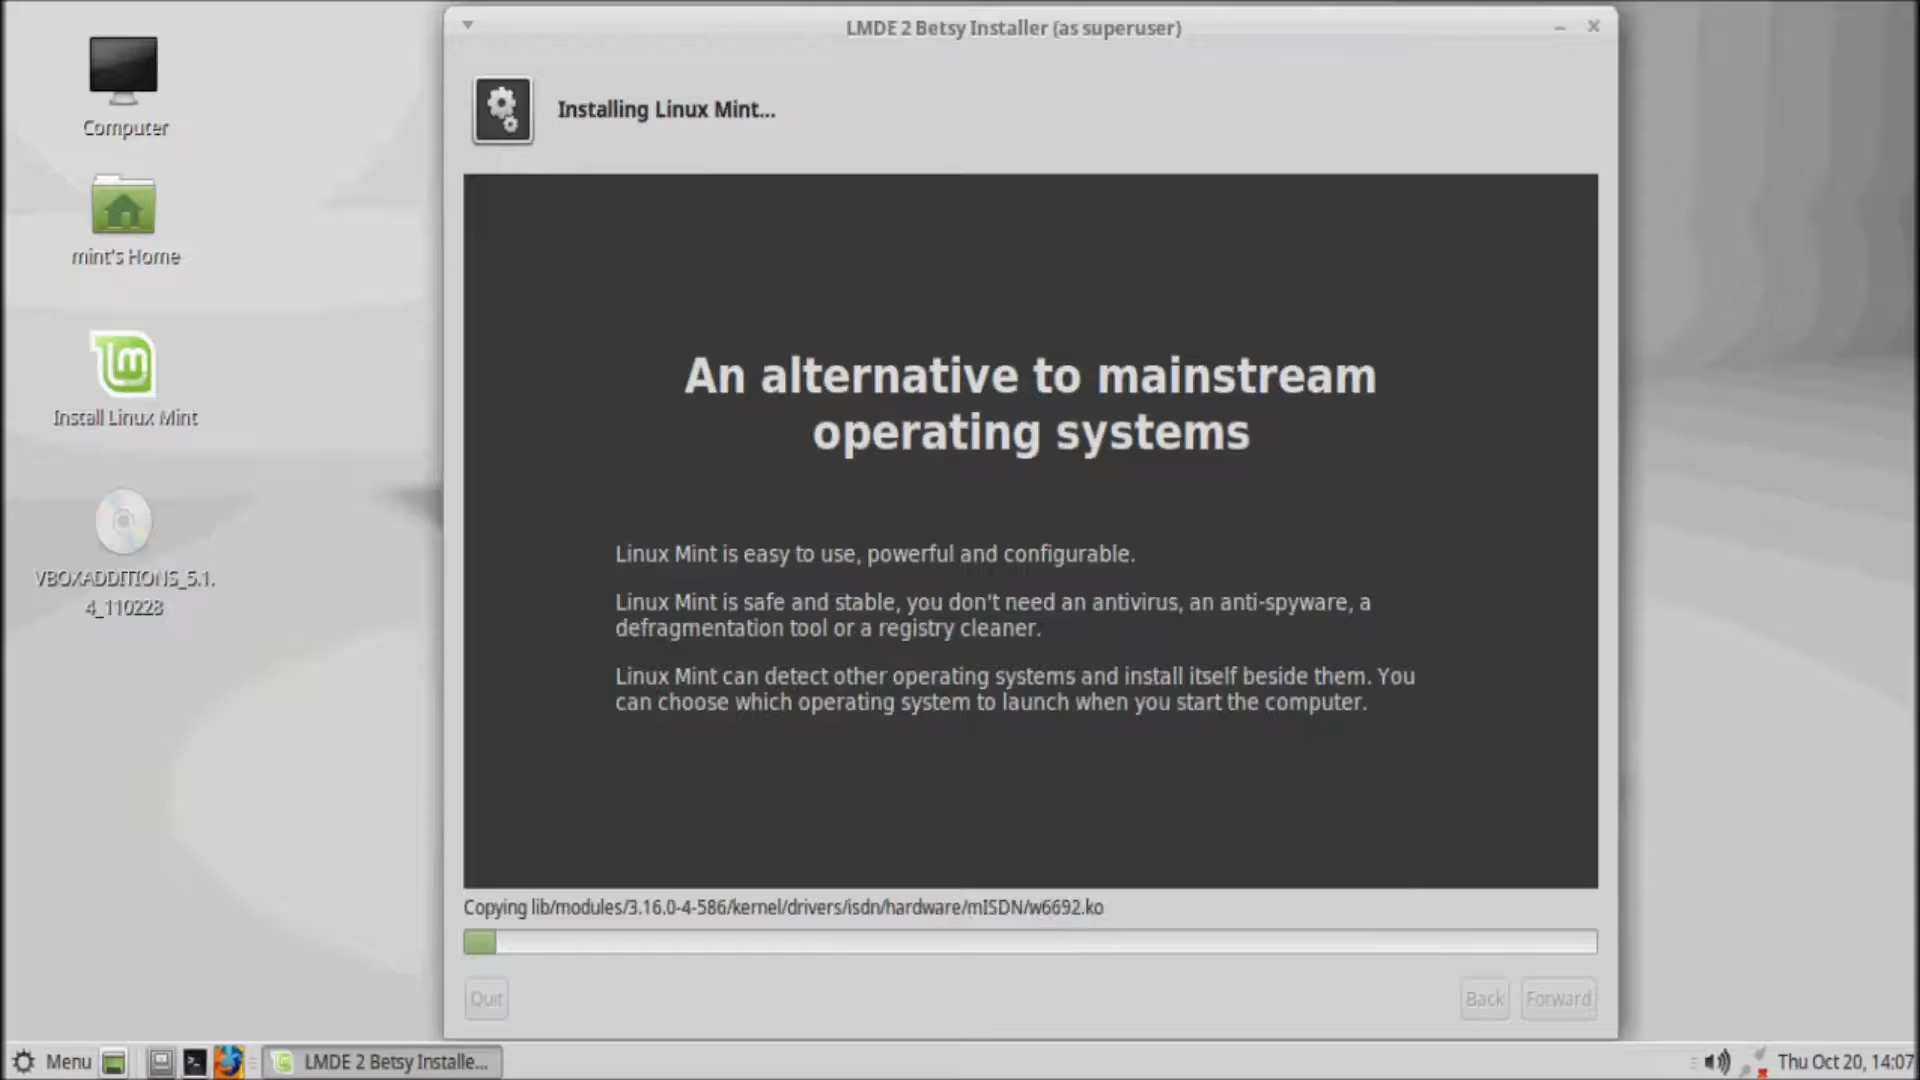 LMDE 2 Betsy Installer (as superuser)
Computer
Installing Linux Mint...
mint's Home
An alternative to mainstream
operating systems
Install Linux Mint
Linux Mint is easy to use, powerful and configurable.
VBOXADDITIONS_5.1.
4_110228
Linux Mint is safe and stable, you don't need an antivirus, an anti-spyware, a
defragmentation tool or a registry cleaner.
Linux Mint can detect other operating systems and install itself beside them. You
can choose which operating system to launch when you start the computer.
Copying lib/modules/3.16.0-4-586/kernel/drivers/isdn/hardware/mISDN/w6692.ko
Quit
Back
Forward
Menu
LMDE 2 Betsy Installe...
Thu Oct 20, 14:07